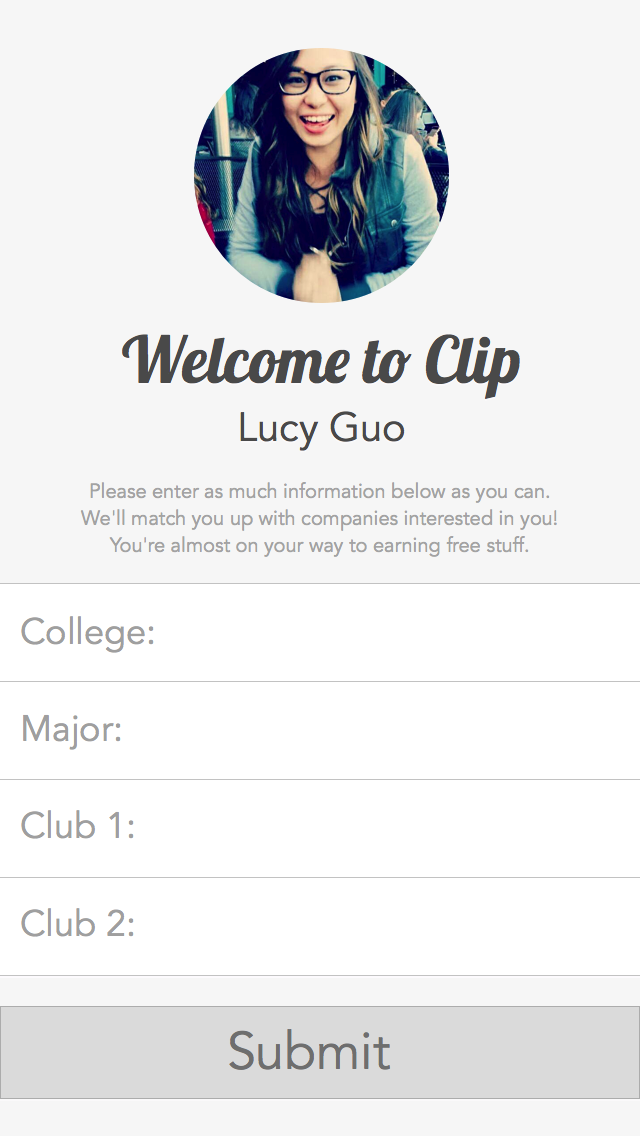 Welcome to Clip
Lucy Guo
Please enter as much information below as you can.
We'll match you up with companies interested in you!
You're almost on your way to earning free stuff.
College:
Major:
Club 1:
Club 2:
Submit